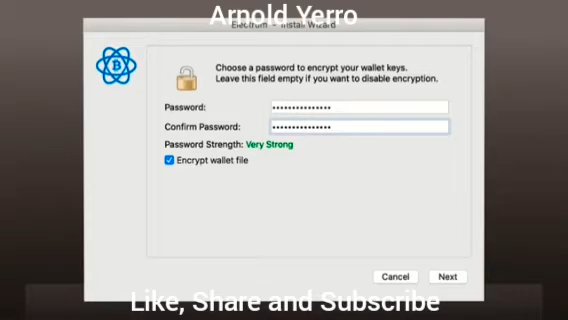 Arnold Yerro
Electrum - Install Wizard
Choose a password to encrypt your wallet keys.
Leave this field empty if you want to disable encryption.
Password: •••••••••••••••
Confirm Password: •••••••••••••••
Password Strength: Very Strong
Encrypt wallet file
Cancel Next
Like, Share and Subscribe